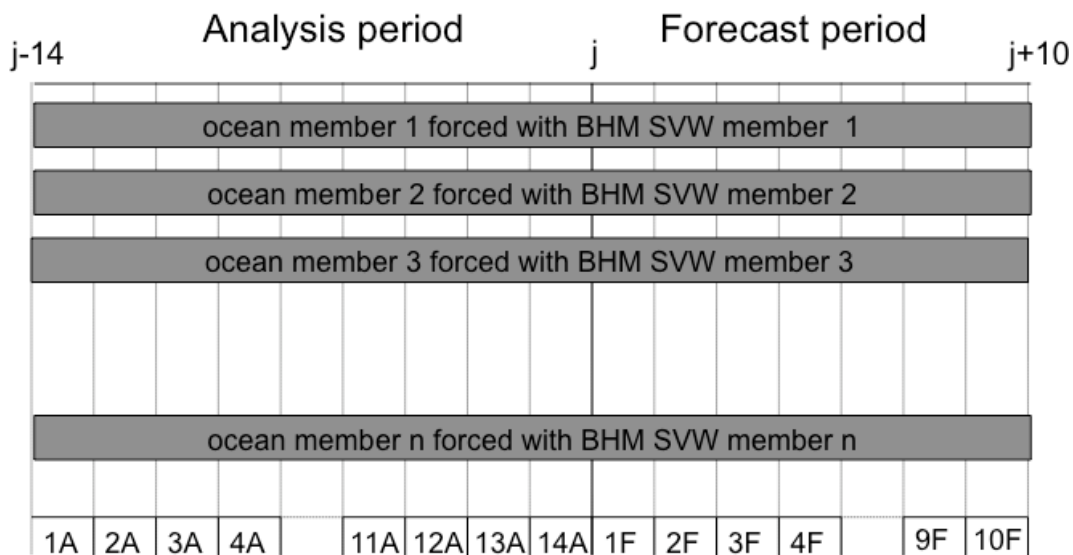 Analysis period Forecast period
j-14 j j+10
ocean member 1 forced with BHM SVW member 1
ocean member 2 forced with BHM SVW member 2
ocean member 3 forced with BHM SVW member 3
ocean member n forced with BHM SVW member n
1A 2A 3A 4A 11A 12A 13A 14A 1F 2F 3F 4F 9F 10F